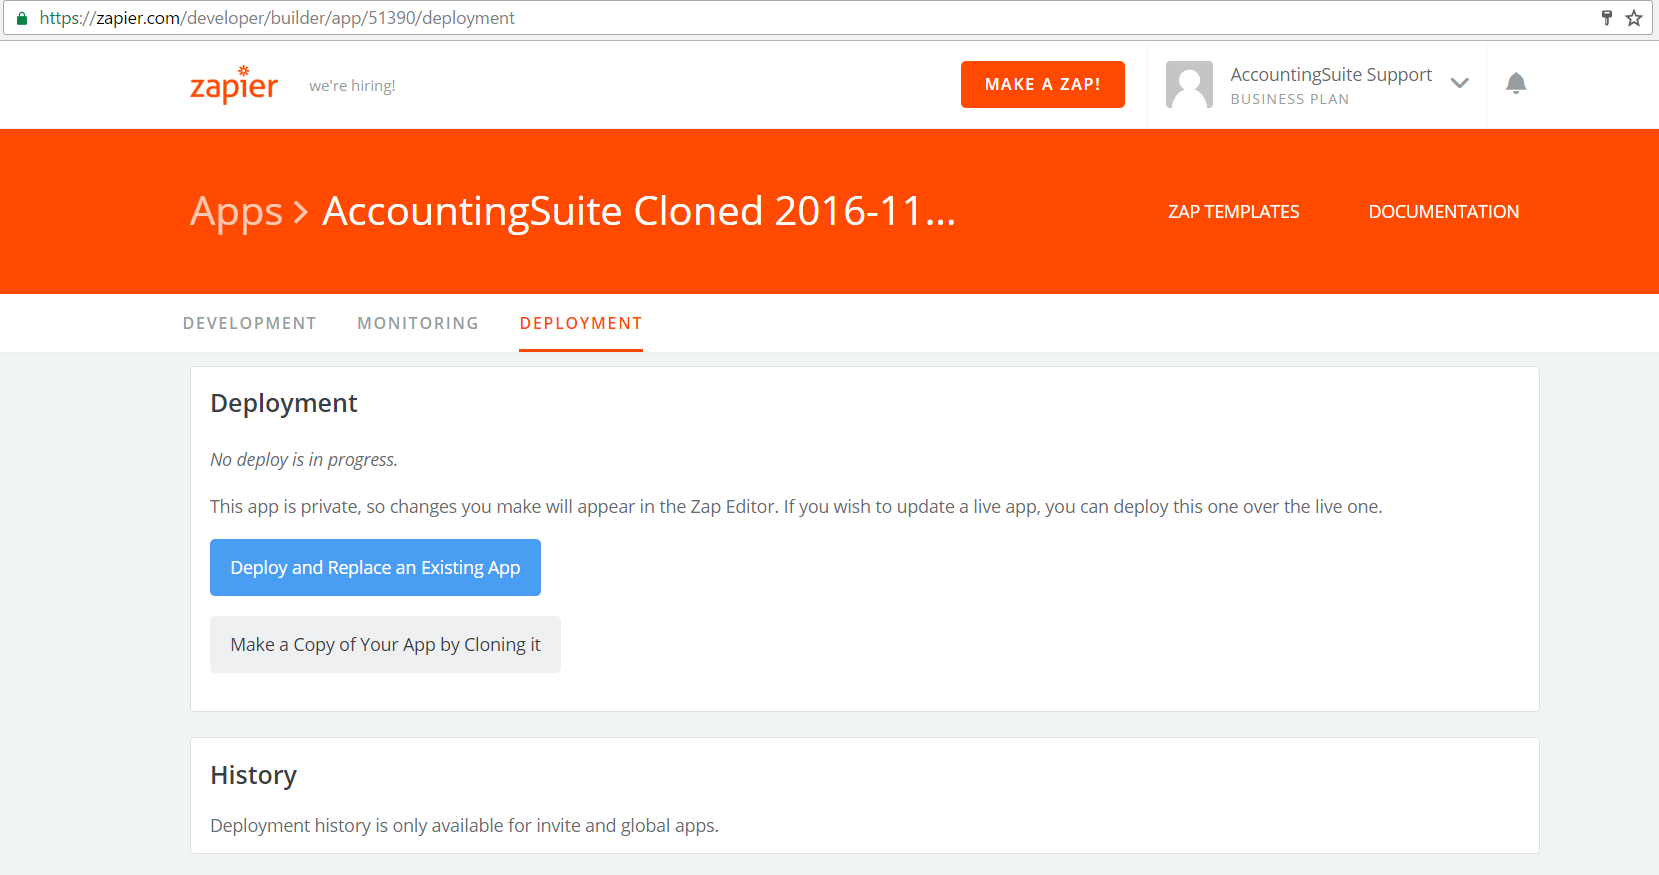 https://zapier.com/developer/builder/app/51390/deployment
zapier
we're hiring!
MAKE A ZAP!
AccountingSuite Support
BUSINESS PLAN
Apps > AccountingSuite Cloned 2016-11...
ZAP TEMPLATES
DOCUMENTATION
DEVELOPMENT
MONITORING
DEPLOYMENT
Deployment
No deploy is in progress.
This app is private, so changes you make will appear in the Zap Editor. If you wish to update a live app, you can deploy this one over the live one.
Deploy and Replace an Existing App
Make a Copy of Your App by Cloning it
History
Deployment history is only available for invite and global apps.